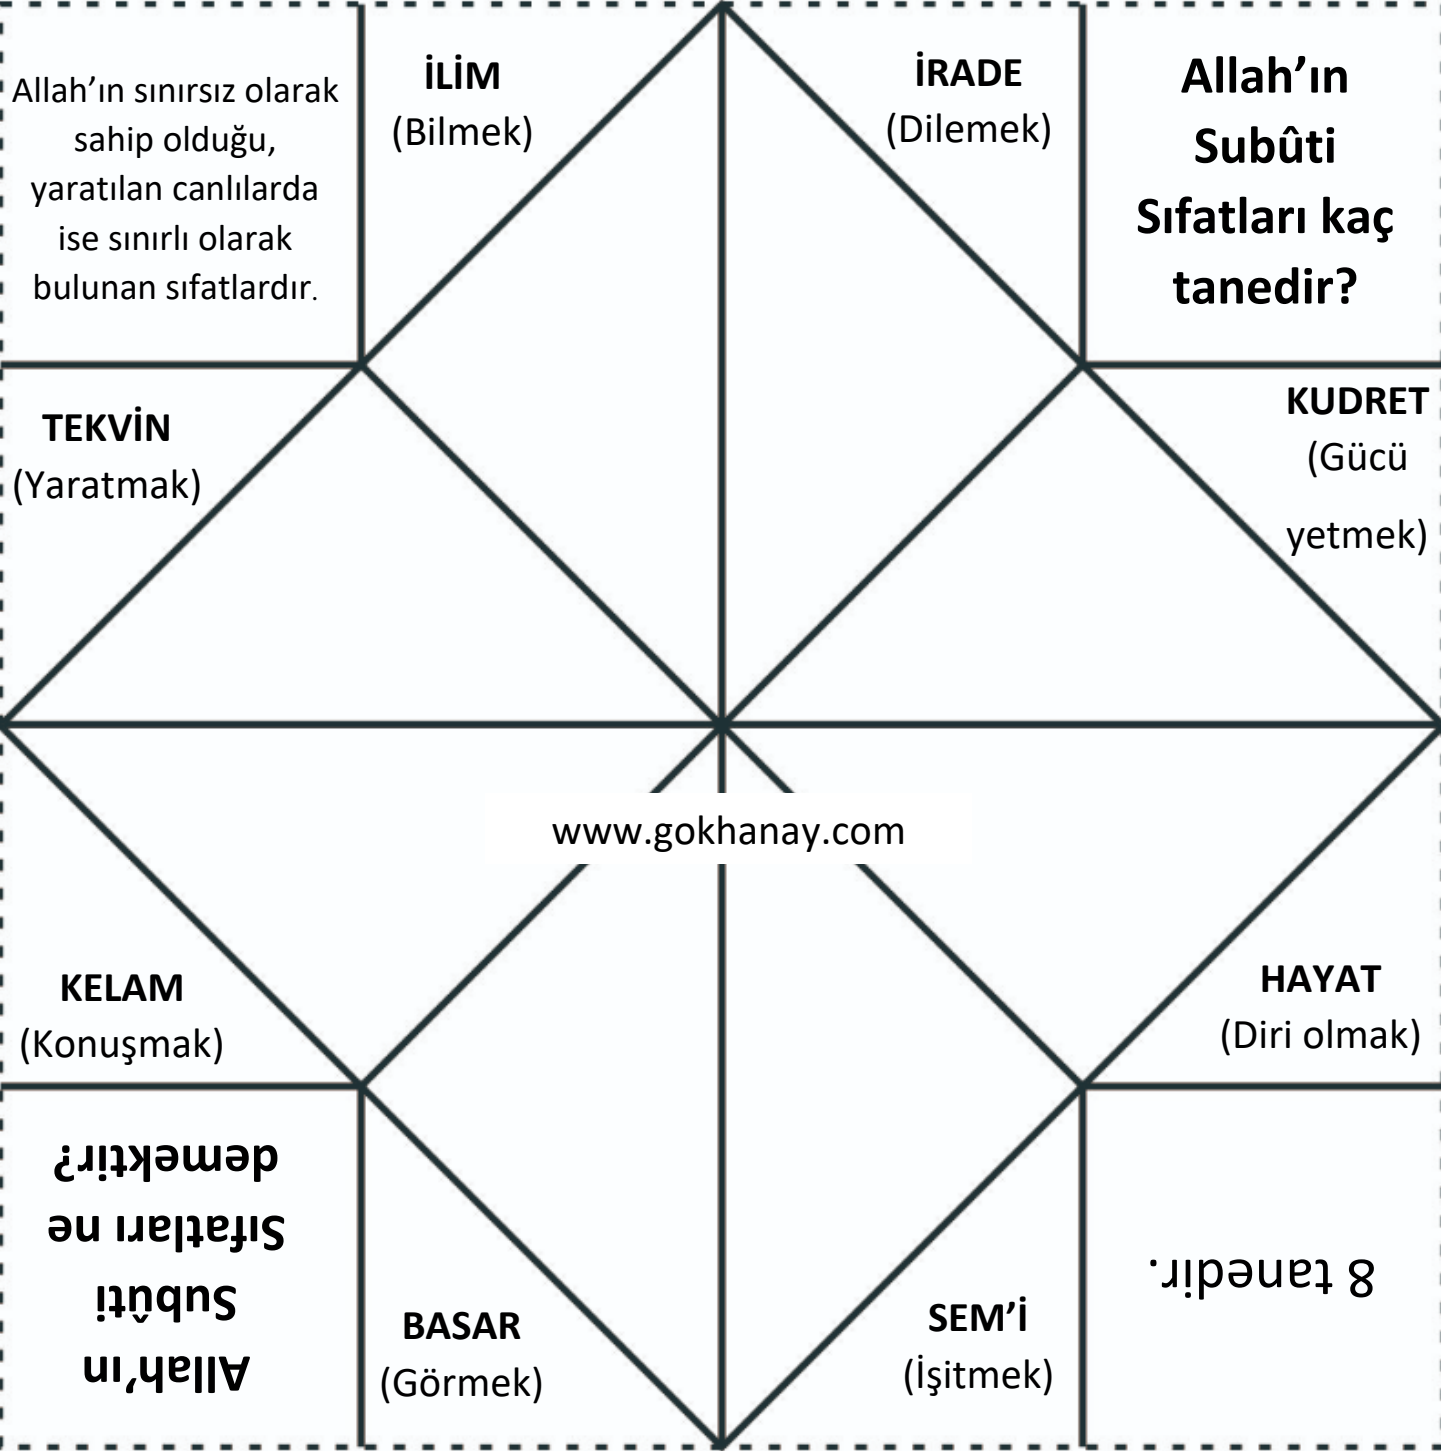 Allah’ın sınırsız olarak
sahip olduğu,
yaratılan canlılarda
ise sınırlı olarak
bulunan sıfatlardır.
İLİM
(Bilmek)
İRADE
(Dilemek)
Allah’ın
Subûti
Sıfatları kaç
tanedir?
TEKVİN
(Yaratmak)
KUDRET
(Gücü
yetmek)
www.gokhanay.com
KELAM
(Konuşmak)
HAYAT
(Diri olmak)
Allah’ın
Subûti
Sıfatları ne
demektir?
BASAR
(Görmek)
SEM’İ
(İşitmek)
8 tanedir.